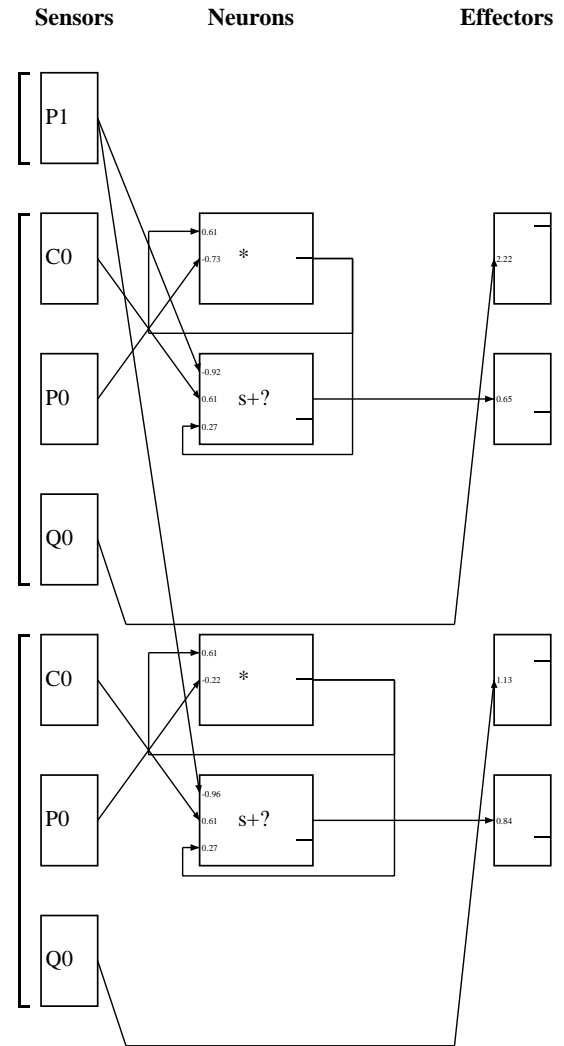 Sensors Neurons Effectors
P1
C0
0.61
-0.73
*
2.22
P0
-0.92
0.61
0.27
s+?
0.65
Q0
C0
0.61
-0.22
*
1.13
P0
-0.96
0.61
0.27
s+?
0.84
Q0